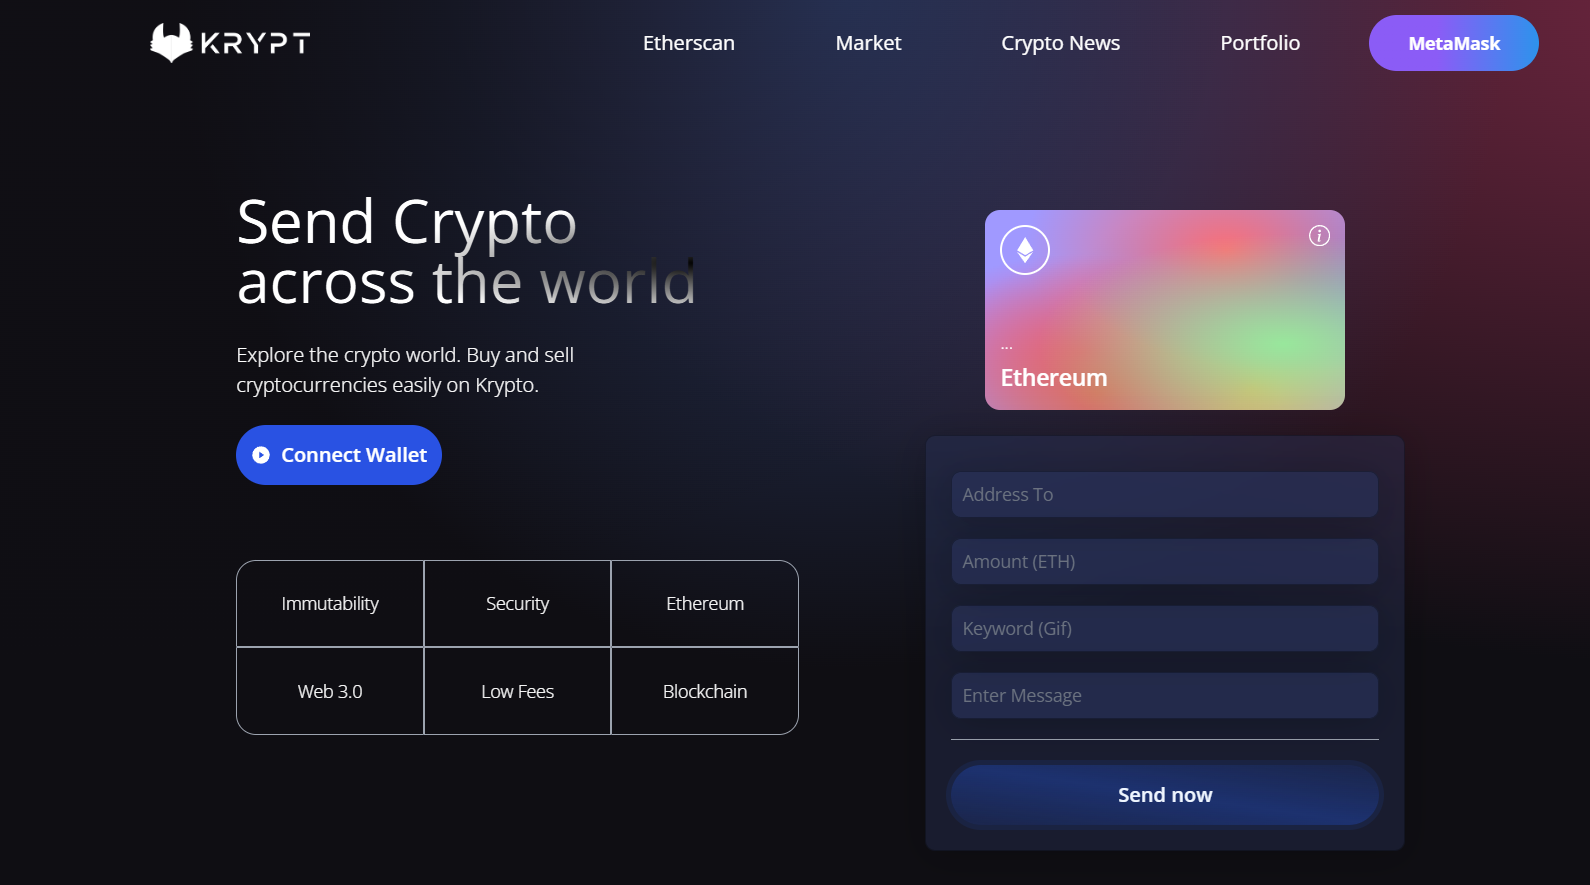 KRYPT
Etherscan
Market
Crypto News
Portfolio
MetaMask
Send Crypto
across the world
Explore the crypto world. Buy and sell
cryptocurrencies easily on Krypto.
Connect Wallet
Immutability
Security
Ethereum
Web 3.0
Low Fees
Blockchain
i
...
Ethereum
Address To
Amount (ETH)
Keyword (Gif)
Enter Message
Send now